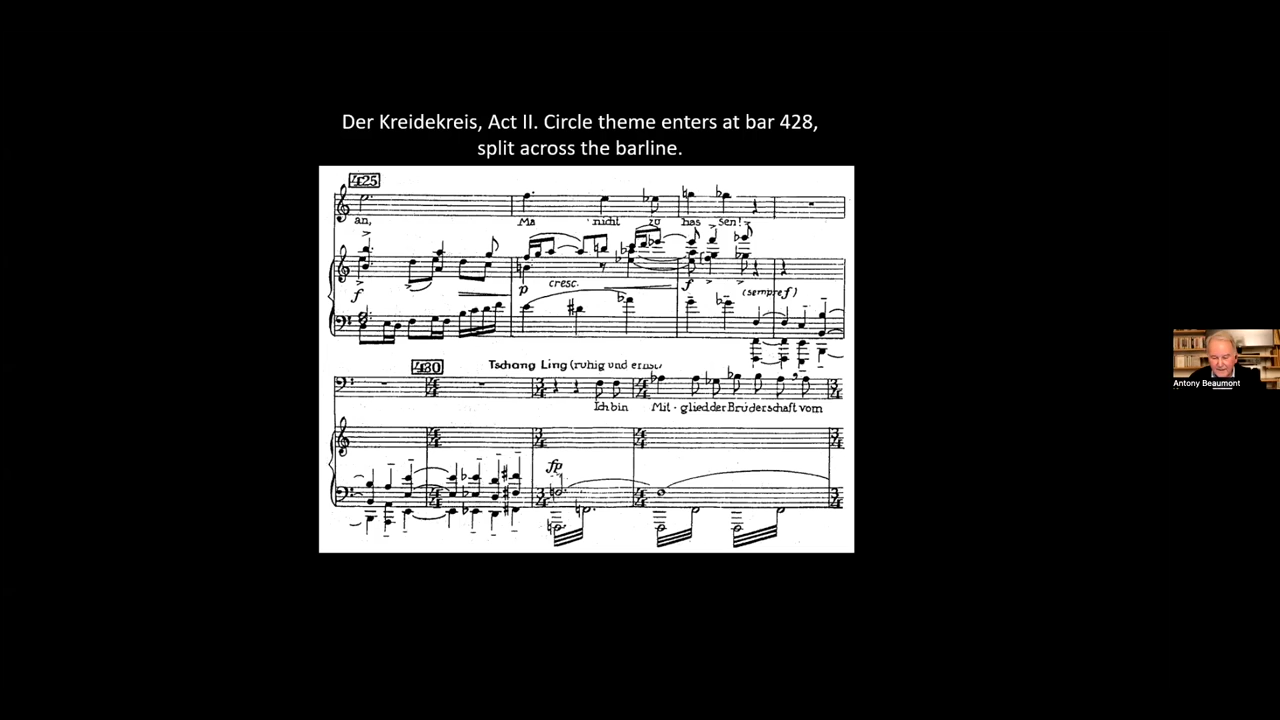 Der Kreidekreis, Act II. Circle theme enters at bar 428,
split across the barline.
425
an, Ma nicht zu has sen!
f p cresc. f (sempre f)
430 Tschang Ling (ruhig und ernst)
Ich bin Mit-glied der Bruderschaft vom
fp
Antony Beaumont